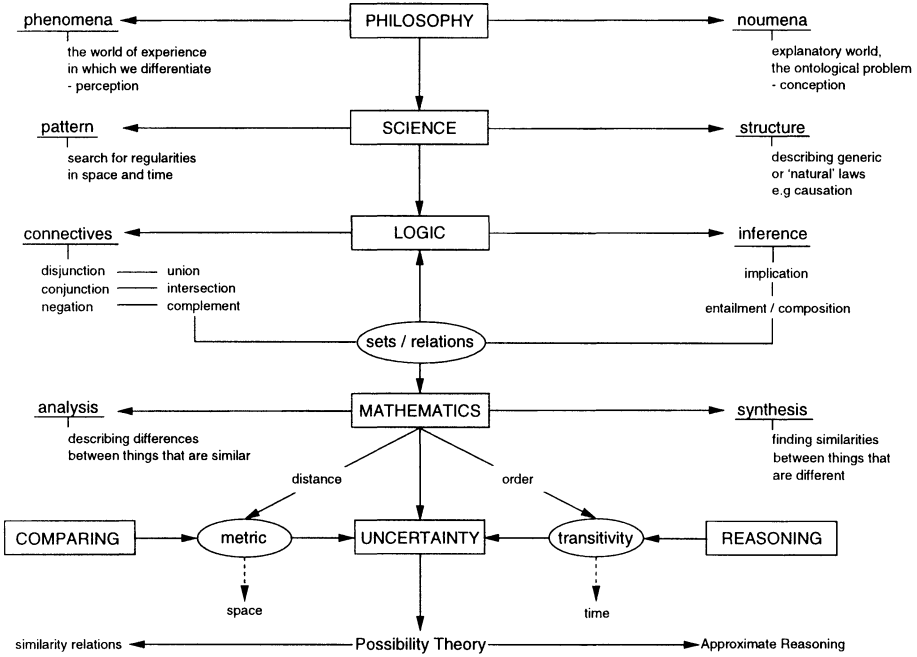 phenomena
PHILOSOPHY
noumena
the world of experience
in which we differentiate
- perception
explanatory world,
the ontological problem
- conception
pattern
SCIENCE
structure
search for regularities
in space and time
describing generic
or ‘natural’ laws
e.g causation
connectives
LOGIC
inference
disjunction
union
conjunction
intersection
negation
complement
implication
entailment / composition
sets / relations
analysis
MATHEMATICS
synthesis
describing differences
between things that are similar
finding similarities
between things that
are different
distance
order
COMPARING
metric
UNCERTAINTY
transitivity
REASONING
space
time
similarity relations
Possibility Theory
Approximate Reasoning